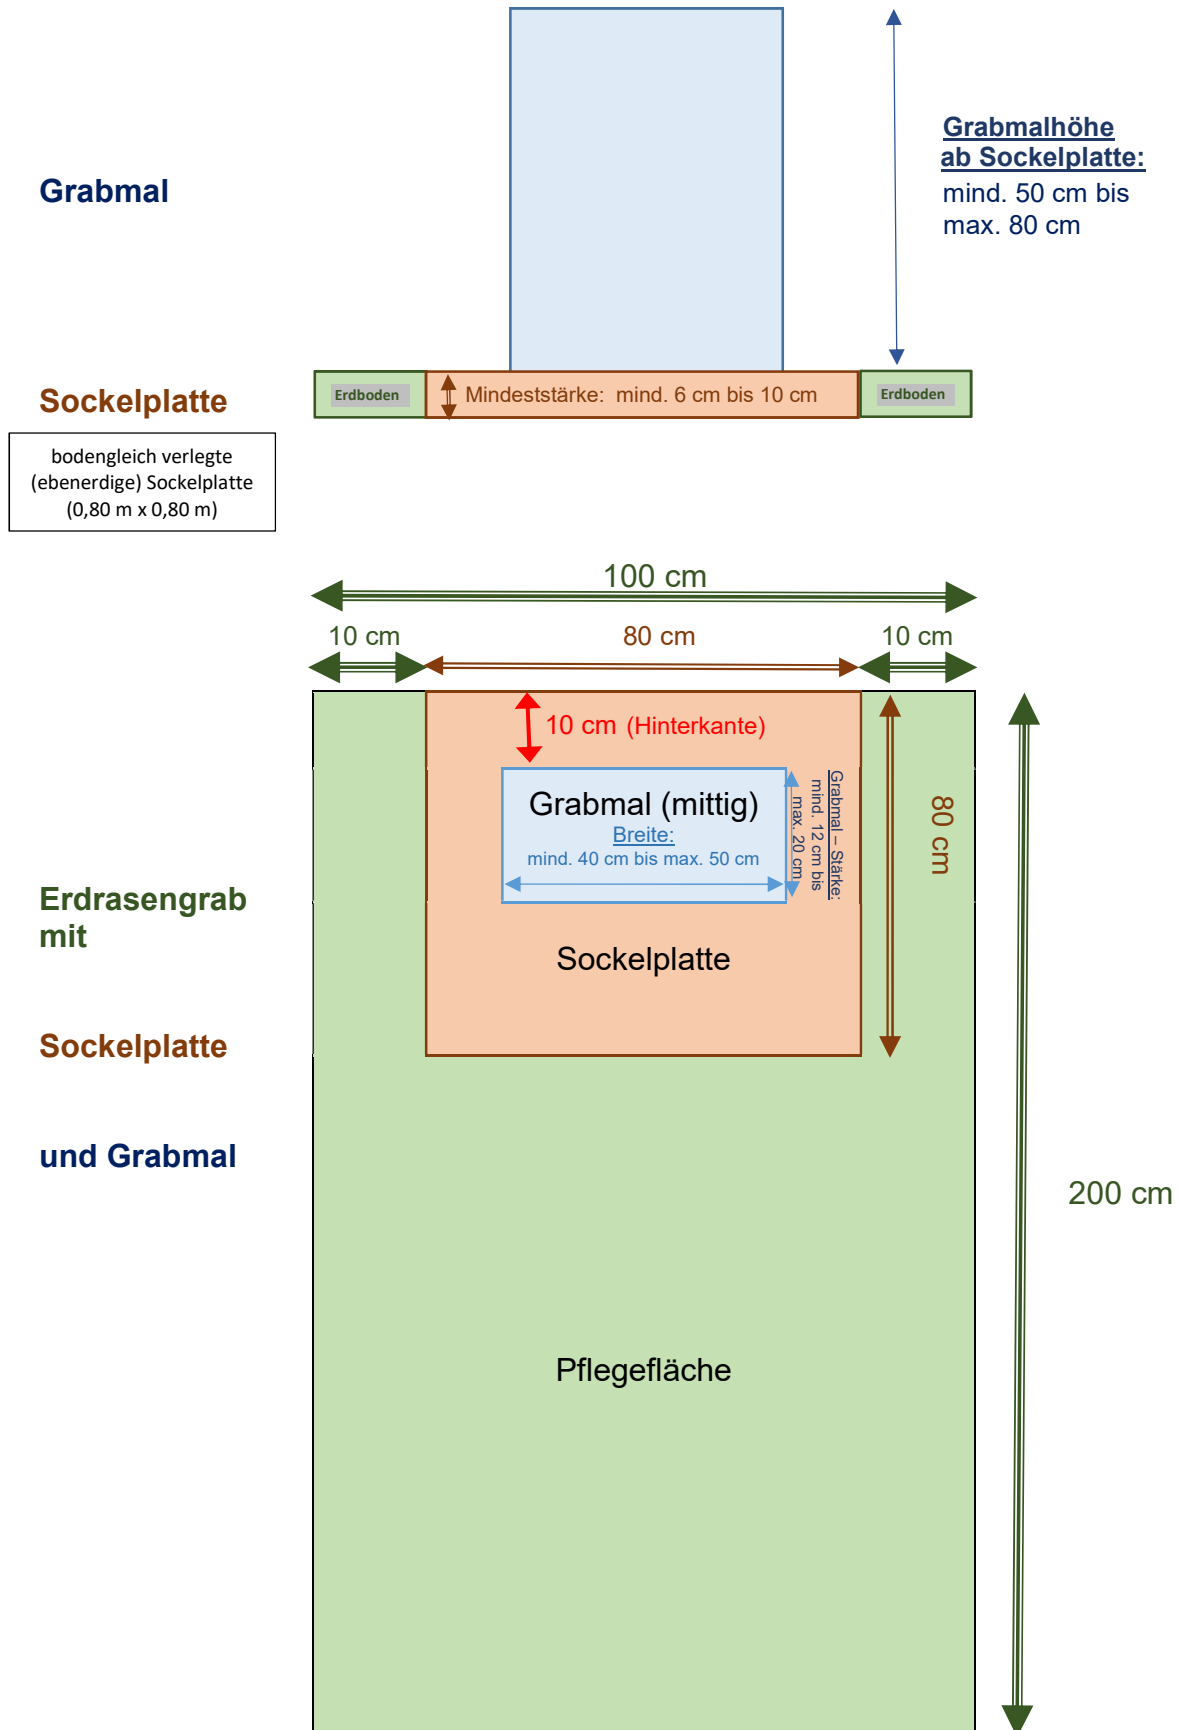 Grabmal
Grabmalhöhe
ab Sockelplatte:
mind. 50 cm bis
max. 80 cm
Sockelplatte
Erdboden
Mindeststärke: mind. 6 cm bis 10 cm
Erdboden
bodengleich verlegte
(ebenerdige) Sockelplatte
(0,80 m x 0,80 m)
100 cm
10 cm
80 cm
10 cm
10 cm (Hinterkante)
Grabmal (mittig)
Breite:
mind. 40 cm bis max. 50 cm
Grabmal – Stärke:
mind. 12 cm bis
max. 20 cm
80 cm
Erdrasengrab
mit
Sockelplatte
Sockelplatte
und Grabmal
200 cm
Pflegefläche